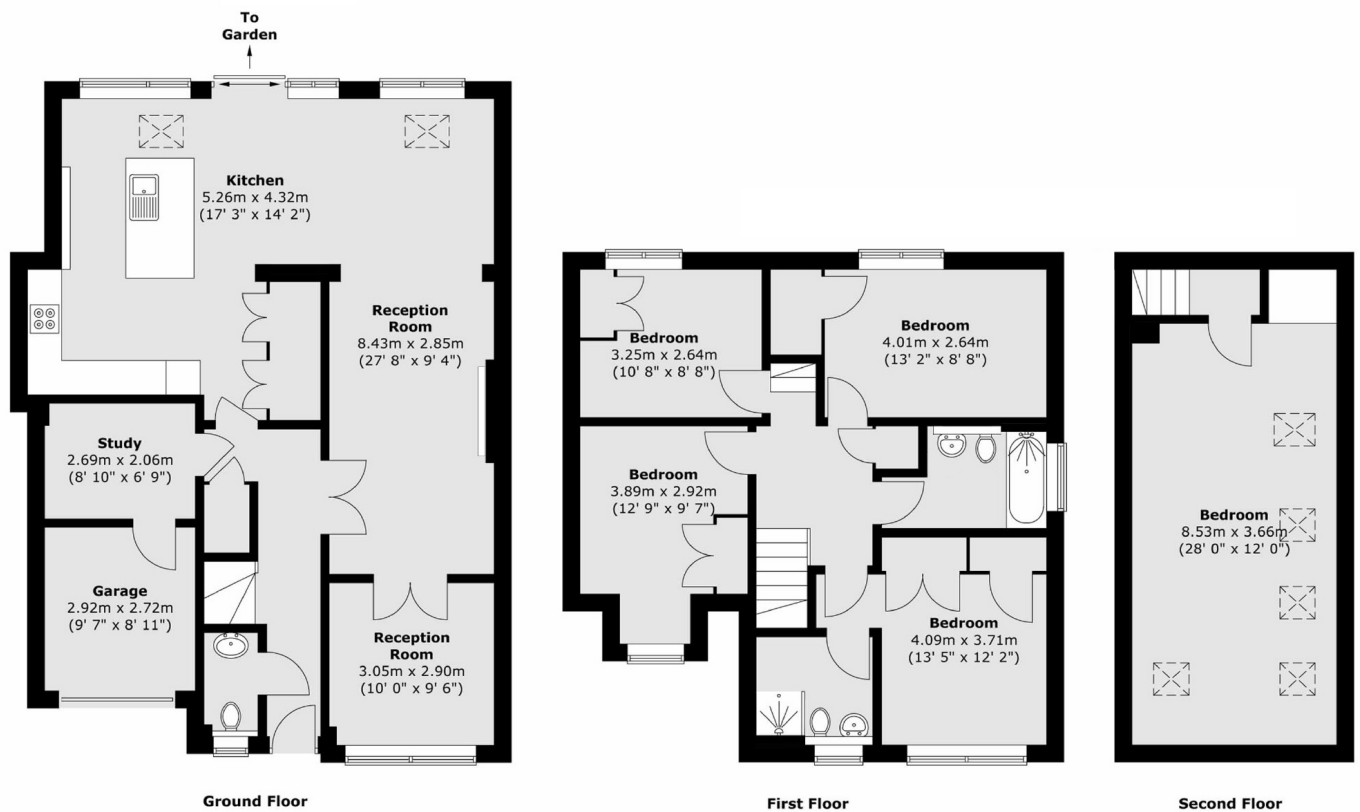 To
Garden
Kitchen
5.26m x 4.32m
(17' 3" x 14' 2")
Reception
Room
8.43m x 2.85m
(27' 8" x 9' 4")
Study
2.69m x 2.06m
(8' 10" x 6' 9")
Garage
2.92m x 2.72m
(9' 7" x 8' 11")
Reception
Room
3.05m x 2.90m
(10' 0" x 9' 6")
Ground Floor
Bedroom
3.25m x 2.64m
(10' 8" x 8' 8")
Bedroom
4.01m x 2.64m
(13' 2" x 8' 8")
Bedroom
3.89m x 2.92m
(12' 9" x 9' 7")
Bedroom
4.09m x 3.71m
(13' 5" x 12' 2")
First Floor
Bedroom
8.53m x 3.66m
(28' 0" x 12' 0")
Second Floor